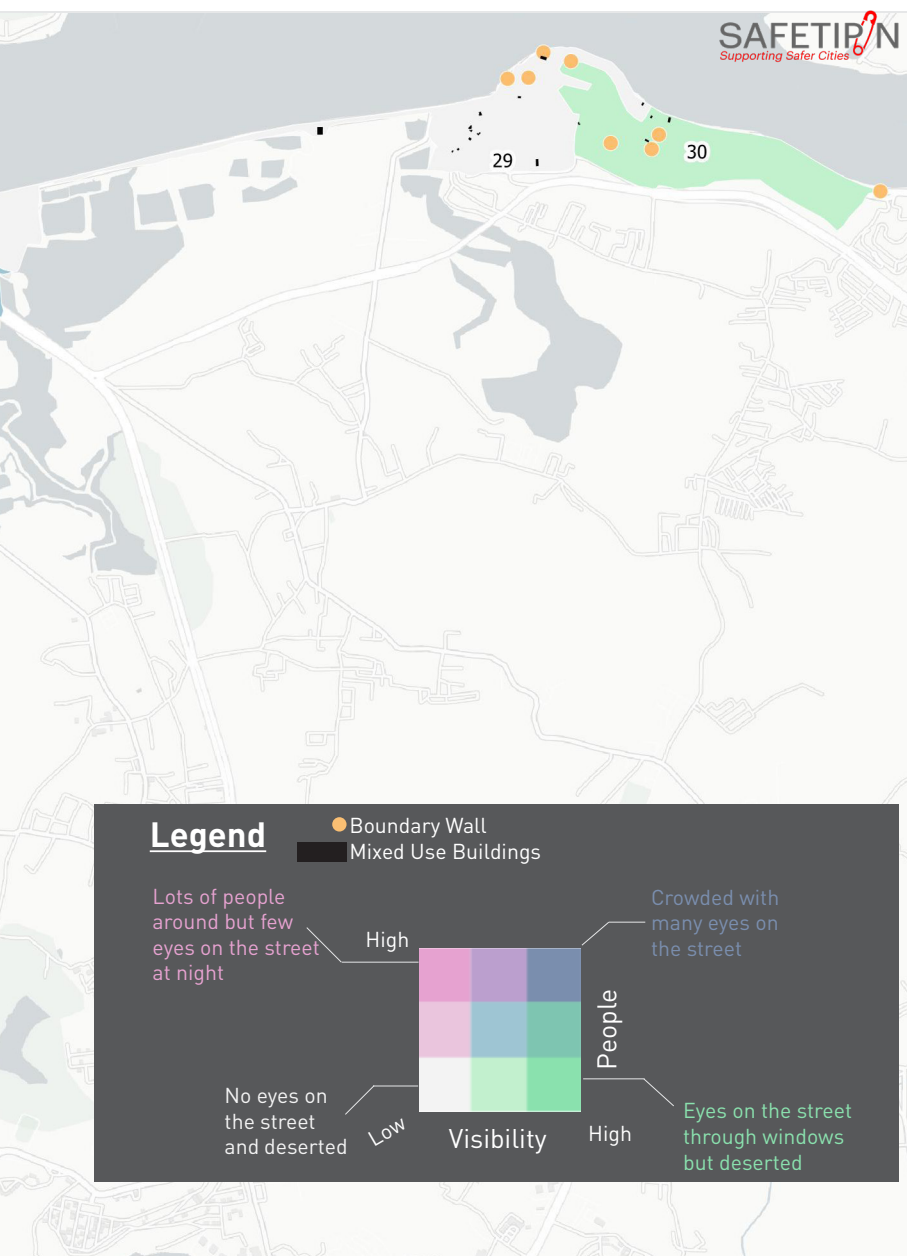 SAFETIPIN
Supporting Safer Cities
29
30
Legend
Boundary Wall
Mixed Use Buildings
Lots of people
around but few
eyes on the street
at night
High
Crowded with
many eyes on
the street
People
No eyes on
the street
and deserted
Low
Visibility
High
Eyes on the street
through windows
but deserted